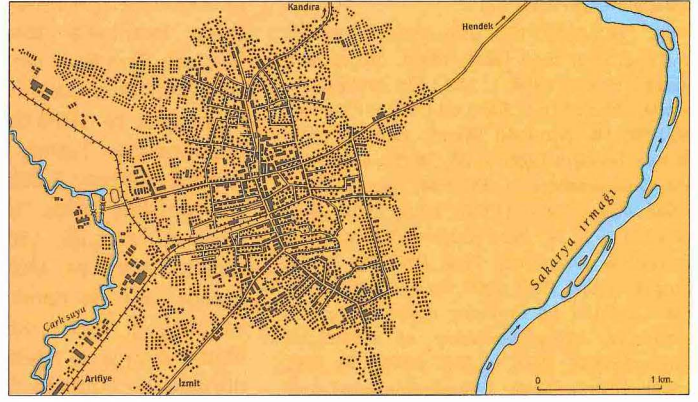 Kandıra
Hendek
Sakarya ırmağı
Çark suyu
Arifiye
İzmit
0 1 km.